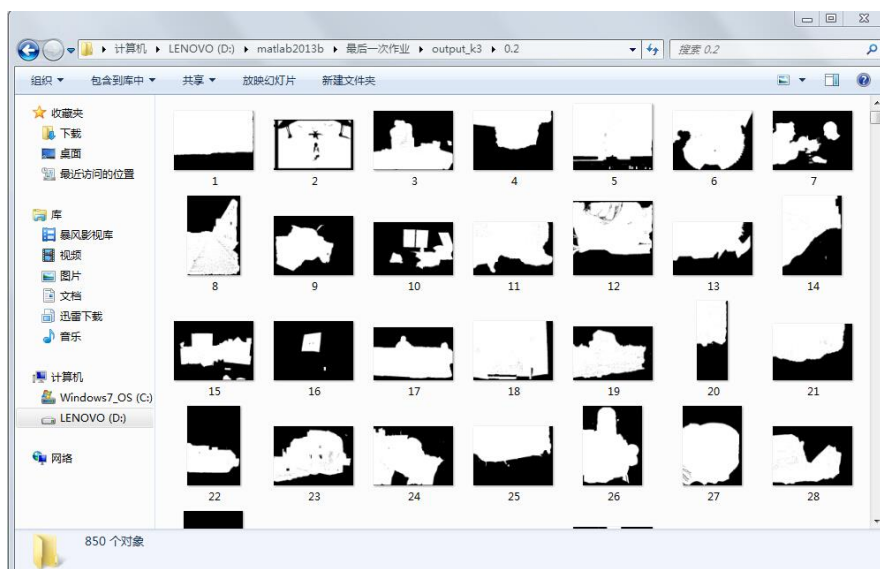 计算机 LENOVO (D:) matlab2013b 最后一次作业 output_k3 0.2 搜索 0.2
组织 包含到库中 共享 放映幻灯片 新建文件夹
收藏夹
下载
桌面
最近访问的位置
库
暴风影视库
视频
图片
文档
迅雷下载
音乐
计算机
Windows7_OS (C:)
LENOVO (D:)
网络
1 2 3 4 5 6 7
8 9 10 11 12 13 14
15 16 17 18 19 20 21
22 23 24 25 26 27 28
850 个对象